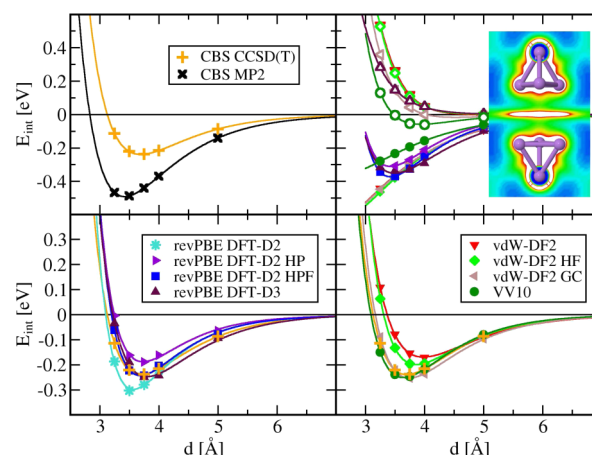 0.4
0.2
0
-0.2
-0.4
E_int [eV]
CBS CCSD(T)
CBS MP2
0.3
0.2
0.1
0
-0.1
-0.2
-0.3
E_int [eV]
revPBE DFT-D2
revPBE DFT-D2 HP
revPBE DFT-D2 HPF
revPBE DFT-D3
vdW-DF2
vdW-DF2 HF
vdW-DF2 GC
VV10
3 4 5 6
3 4 5 6 7
d [Å]
d [Å]